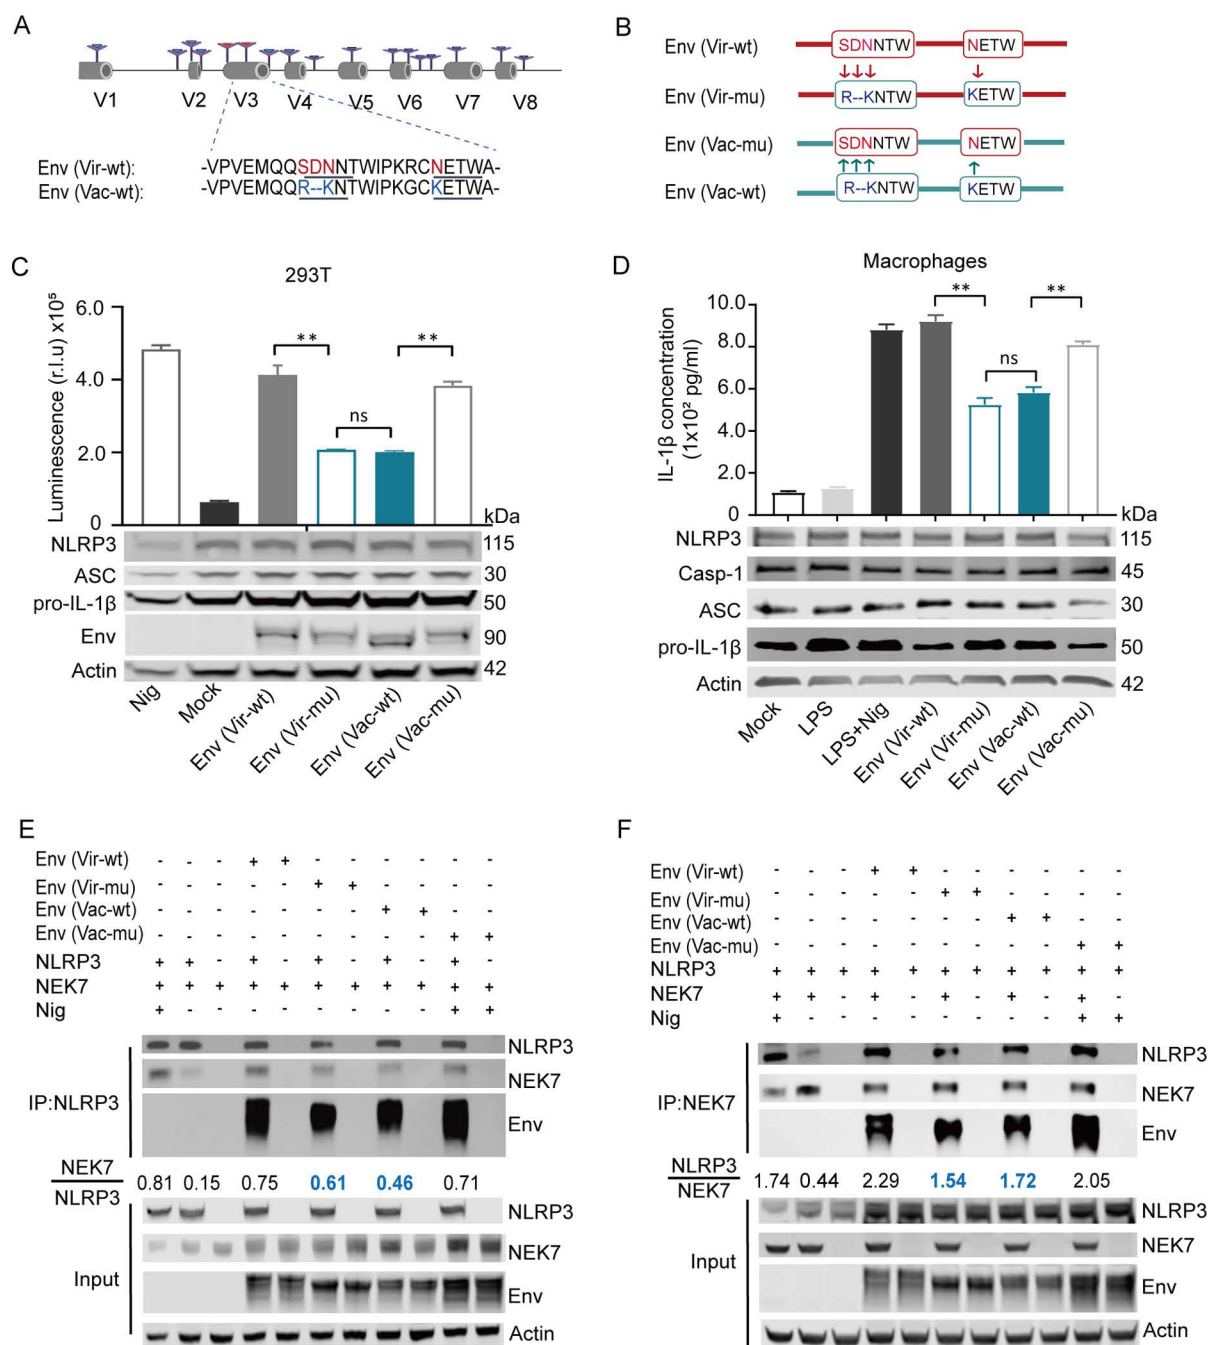 A
V1 V2 V3 V4 V5 V6 V7 V8
Env (Vir-wt): -VPVEMQQSDNNTWIPKRCNETWA-
Env (Vac-wt): -VPVEMQQR--KNTWIPKGCKETWA-
B
Env (Vir-wt) SDNNTW NETW
Env (Vir-mu) R--KNTW KETW
Env (Vac-mu) SDNNTW NETW
Env (Vac-wt) R--KNTW KETW
C
293T
Luminescence (r.l.u) x10⁵
6.0
4.0
2.0
0
** **
ns
kDa
NLRP3 115
ASC 30
pro-IL-1β 50
Env 90
Actin 42
Nig Mock Env (Vir-wt) Env (Vir-mu) Env (Vac-wt) Env (Vac-mu)
D
Macrophages
IL-1β concentration
(1x10² pg/ml)
10.0
8.0
6.0
4.0
2.0
0
** **
ns
kDa
NLRP3 115
Casp-1 45
ASC 30
pro-IL-1β 50
Actin 42
Mock LPS LPS+Nig Env (Vir-wt) Env (Vir-mu) Env (Vac-wt) Env (Vac-mu)
E
Env (Vir-wt) - - - + + - - - - - -
Env (Vir-mu) - - - - - + + - - - -
Env (Vac-wt) - - - - - - - + + - -
Env (Vac-mu) - - - - - - - - - + +
NLRP3 + + - + - + - + - + -
NEK7 + + + + + + + + + + +
Nig + - - - - - - - - + +
IP:NLRP3
NLRP3
NEK7
Env
NEK7
NLRP3
0.81 0.15 0.75 0.61 0.46 0.71
Input
NLRP3
NEK7
Env
Actin
F
Env (Vir-wt) - - - + + - - - - - -
Env (Vir-mu) - - - - - + + - - - -
Env (Vac-wt) - - - - - - - + + - -
Env (Vac-mu) - - - - - - - - - + +
NLRP3 + + + + + + + + + + +
NEK7 + + - + - + - + - + -
Nig + - - - - - - - - + +
IP:NEK7
NLRP3
NEK7
Env
NLRP3
NEK7
1.74 0.44 2.29 1.54 1.72 2.05
Input
NLRP3
NEK7
Env
Actin